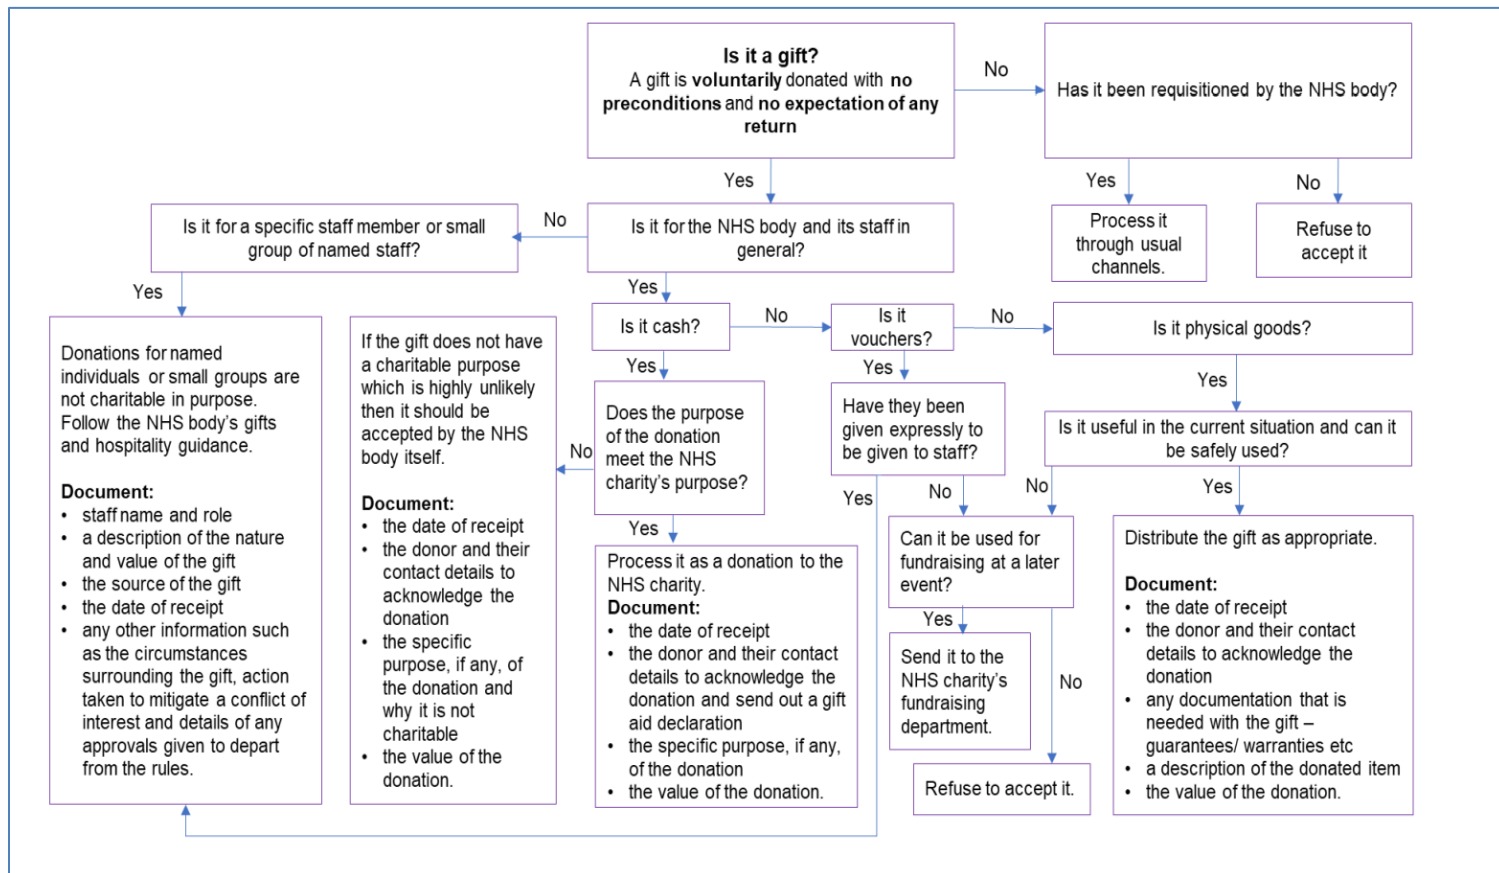 Is it a gift?
A gift is voluntarily donated with no
preconditions and no expectation of any
return
No
Has it been requisitioned by the NHS body?
Yes
Yes
No
Process it
through usual
channels.
Refuse to
accept it
Is it for a specific staff member or small
group of named staff?
No
Is it for the NHS body and its staff in
general?
Yes
Yes
Donations for named
individuals or small groups are
not charitable in purpose.
Follow the NHS body’s gifts
and hospitality guidance.
Document:
• staff name and role
• a description of the nature
and value of the gift
• the source of the gift
• the date of receipt
• any other information such
as the circumstances
surrounding the gift, action
taken to mitigate a conflict of
interest and details of any
approvals given to depart
from the rules.
If the gift does not have
a charitable purpose
which is highly unlikely
then it should be
accepted by the NHS
body itself.
Document:
• the date of receipt
• the donor and their
contact details to
acknowledge the
donation
• the specific
purpose, if any, of
the donation and
why it is not
charitable
• the value of the
donation.
Is it cash?
No
Is it
vouchers?
No
Is it physical goods?
Yes
Yes
Yes
Does the purpose
of the donation
meet the NHS
charity’s purpose?
No
Yes
Have they been
given expressly to
be given to staff?
Yes
No
Is it useful in the current situation and can it
be safely used?
No
Yes
Process it as a donation to the
NHS charity.
Document:
• the date of receipt
• the donor and their contact
details to acknowledge the
donation and send out a gift
aid declaration
• the specific purpose, if any,
of the donation
• the value of the donation.
Can it be used for
fundraising at a later
event?
Yes
No
Send it to the
NHS charity’s
fundraising
department.
Refuse to accept it.
Distribute the gift as appropriate.
Document:
• the date of receipt
• the donor and their contact
details to acknowledge the
donation
• any documentation that is
needed with the gift –
guarantees/ warranties etc
• a description of the donated item
• the value of the donation.